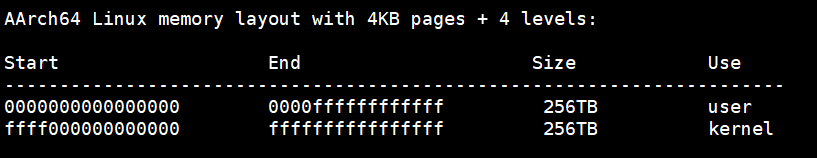 AArch64 Linux memory layout with 4KB pages + 4 levels:
Start End Size Use
-----------------------------------------------------------------------
0000000000000000 0000ffffffffffff 256TB user
ffff000000000000 ffffffffffffffff 256TB kernel